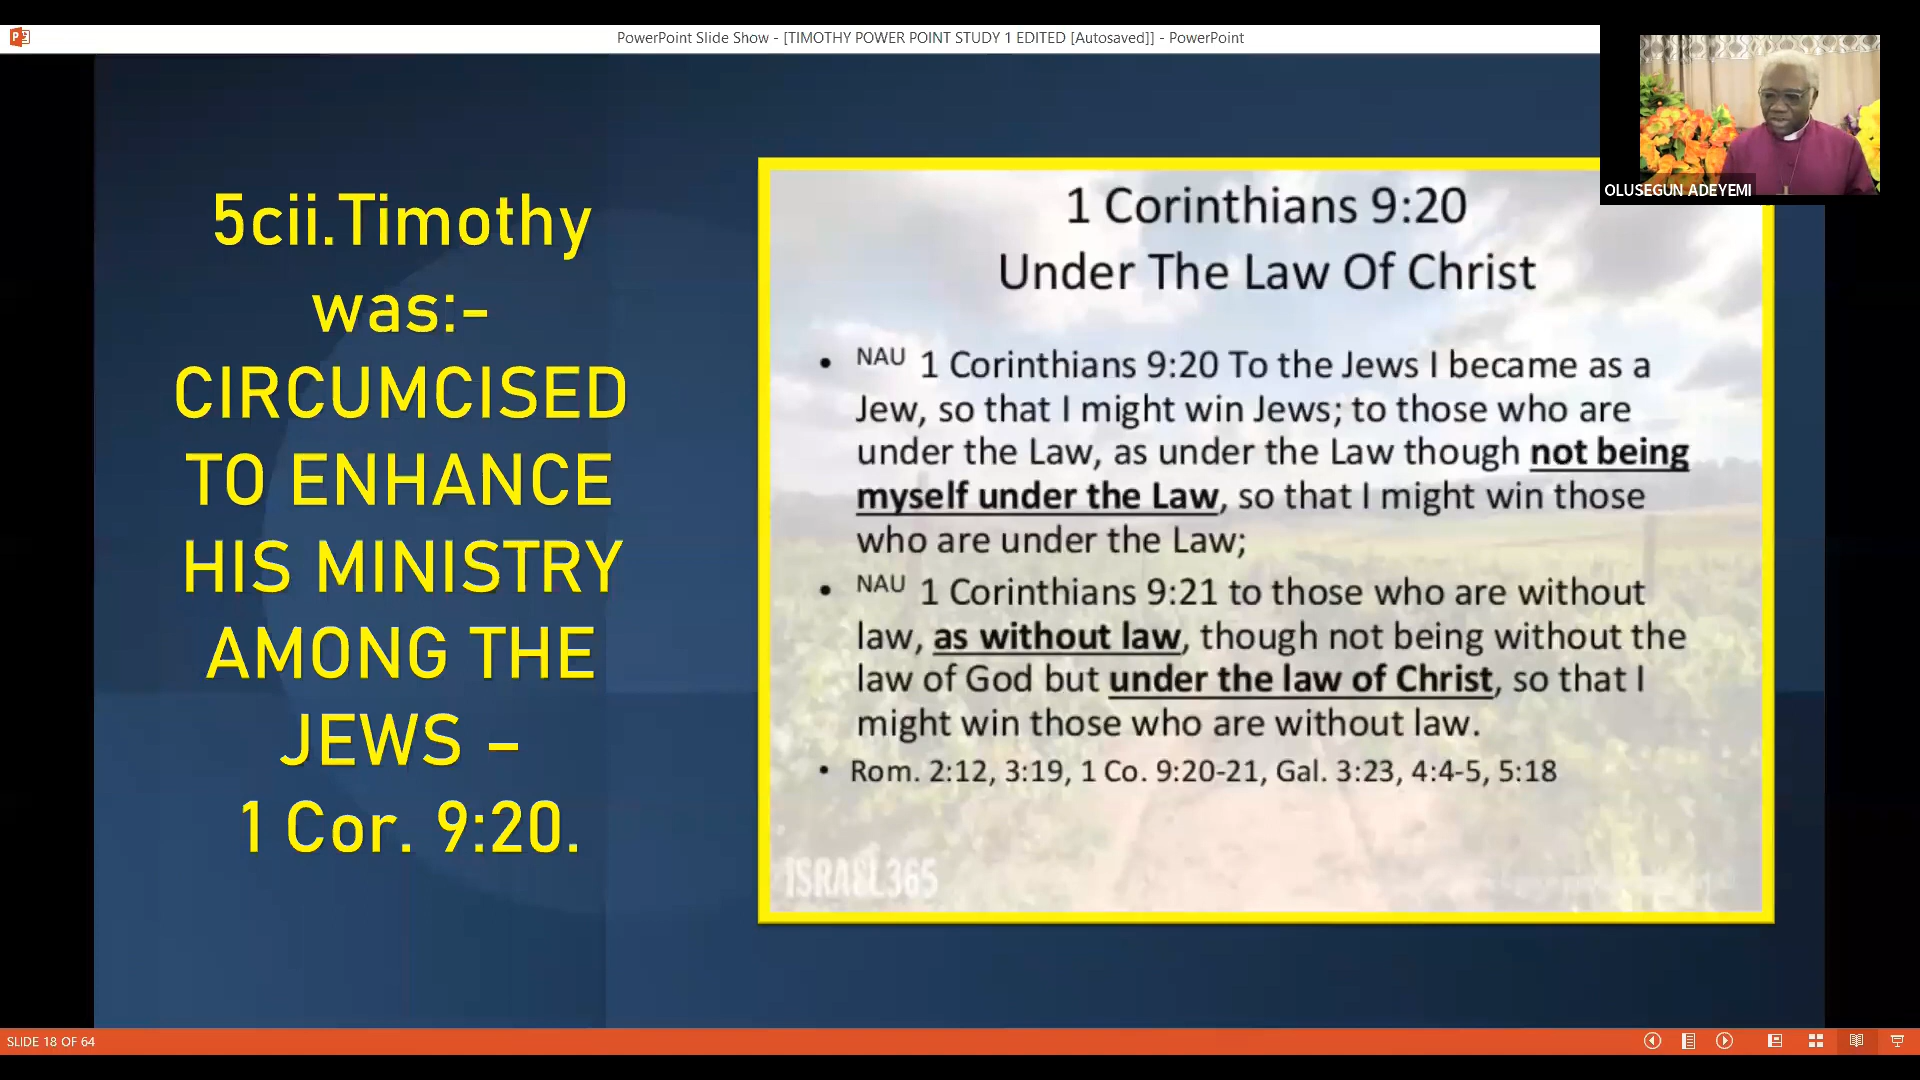 PowerPoint Slide Show - [TIMOTHY POWER POINT STUDY 1 EDITED [Autosaved]] - PowerPoint
OLUSEGUN ADEYEMI
5cii.Timothy
was:-
CIRCUMCISED
TO ENHANCE
HIS MINISTRY
AMONG THE
JEWS –
1 Cor. 9:20.
1 Corinthians 9:20
Under The Law Of Christ
• NAU 1 Corinthians 9:20 To the Jews I became as a
Jew, so that I might win Jews; to those who are
under the Law, as under the Law though not being
myself under the Law, so that I might win those
who are under the Law;
• NAU 1 Corinthians 9:21 to those who are without
law, as without law, though not being without the
law of God but under the law of Christ, so that I
might win those who are without law.
• Rom. 2:12, 3:19, 1 Co. 9:20-21, Gal. 3:23, 4:4-5, 5:18
ISRAEL365
SLIDE 18 OF 64